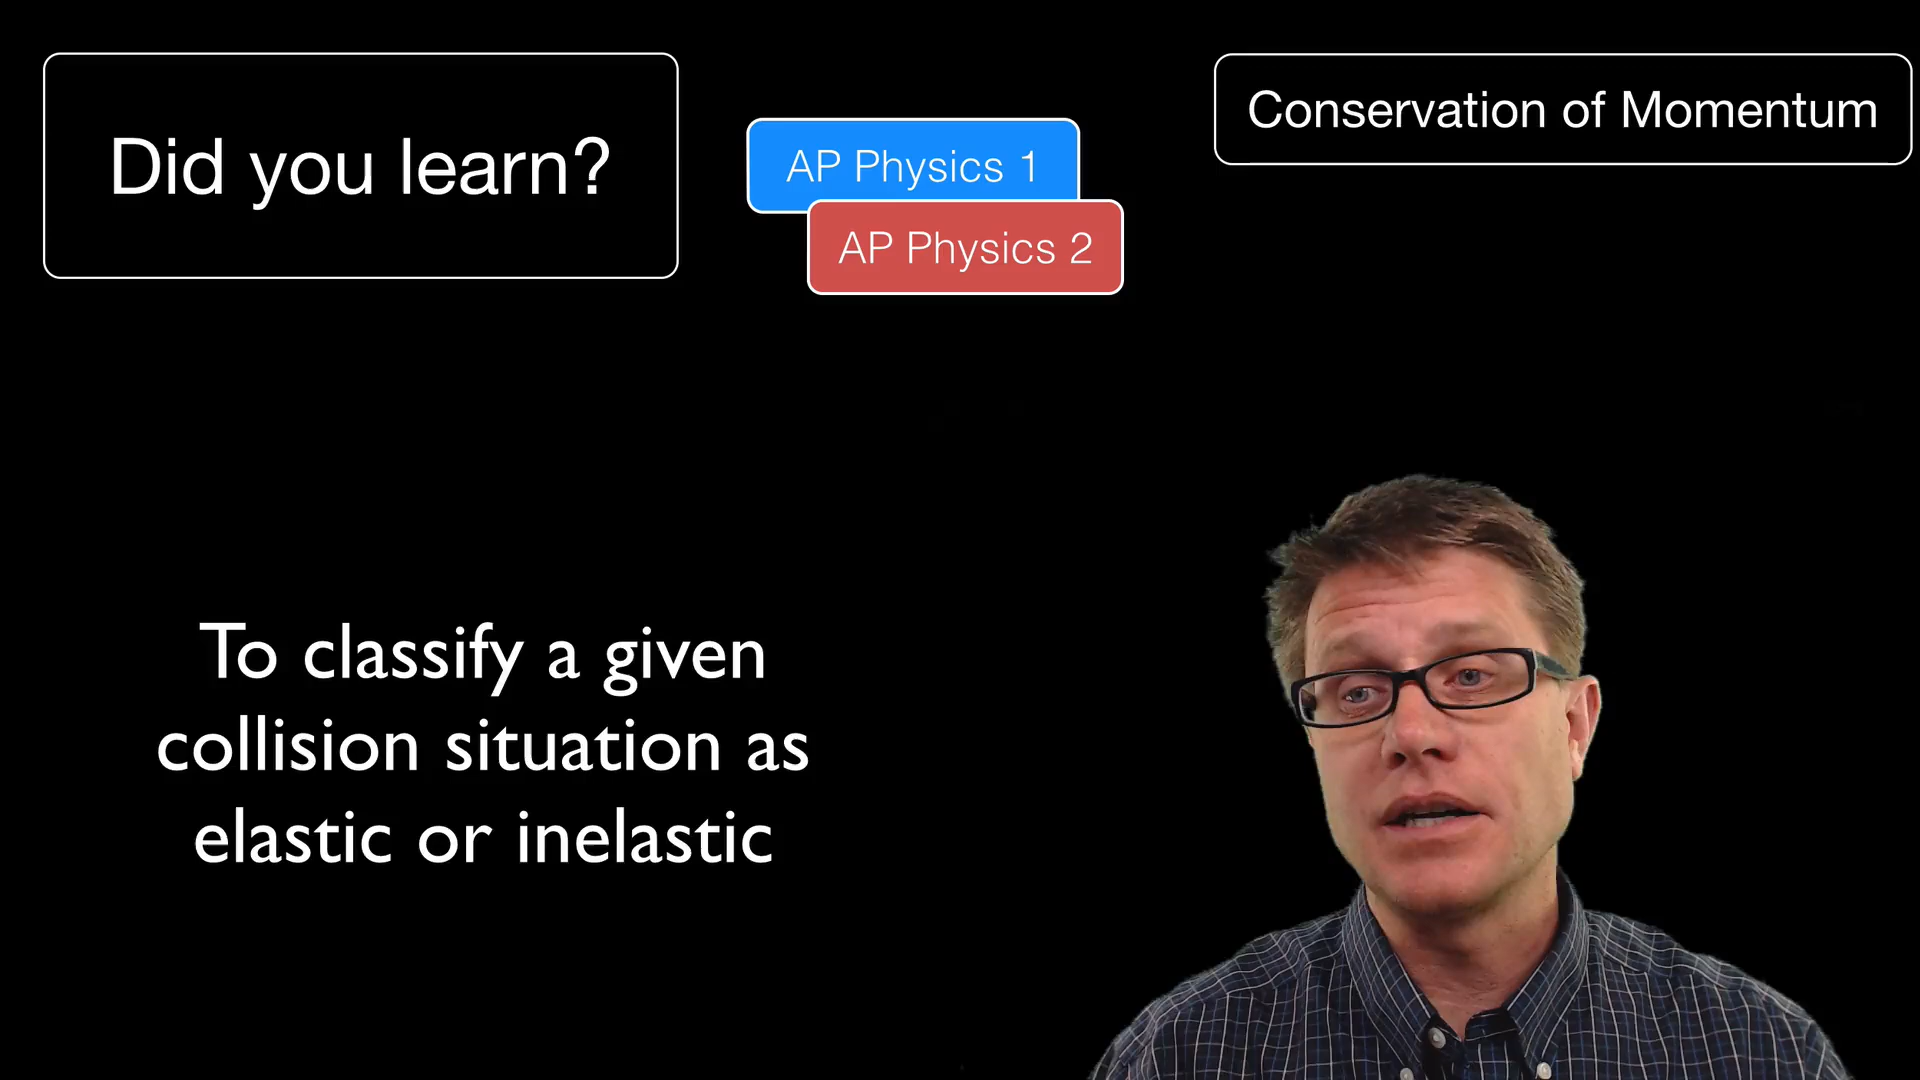 Did you learn?
AP Physics 1
AP Physics 2
Conservation of Momentum
To classify a given
collision situation as
elastic or inelastic